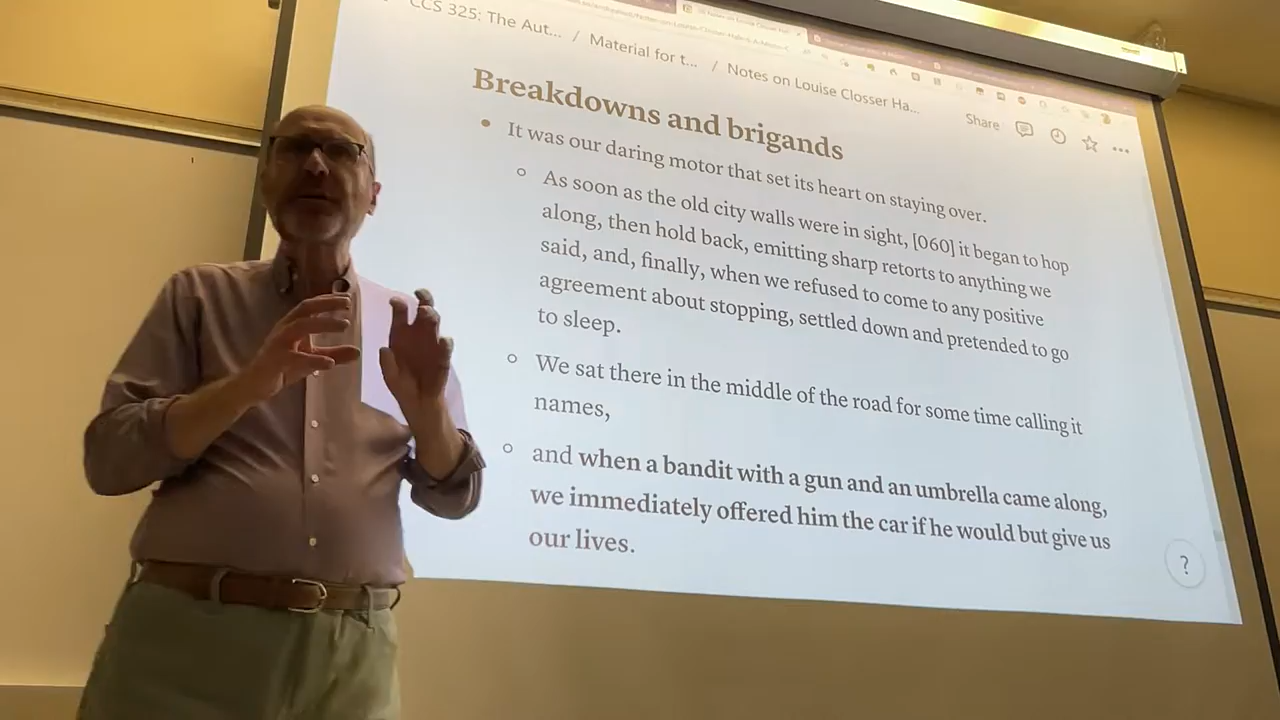 CCS 325: The Aut... / Material for t... / Notes on Louise Closser Ha...
Share
Breakdowns and brigands
It was our daring motor that set its heart on staying over.
As soon as the old city walls were in sight, [060] it began to hop
along, then hold back, emitting sharp retorts to anything we
said, and, finally, when we refused to come to any positive
agreement about stopping, settled down and pretended to go
to sleep.
We sat there in the middle of the road for some time calling it
names,
and when a bandit with a gun and an umbrella came along,
we immediately offered him the car if he would but give us
our lives.
?